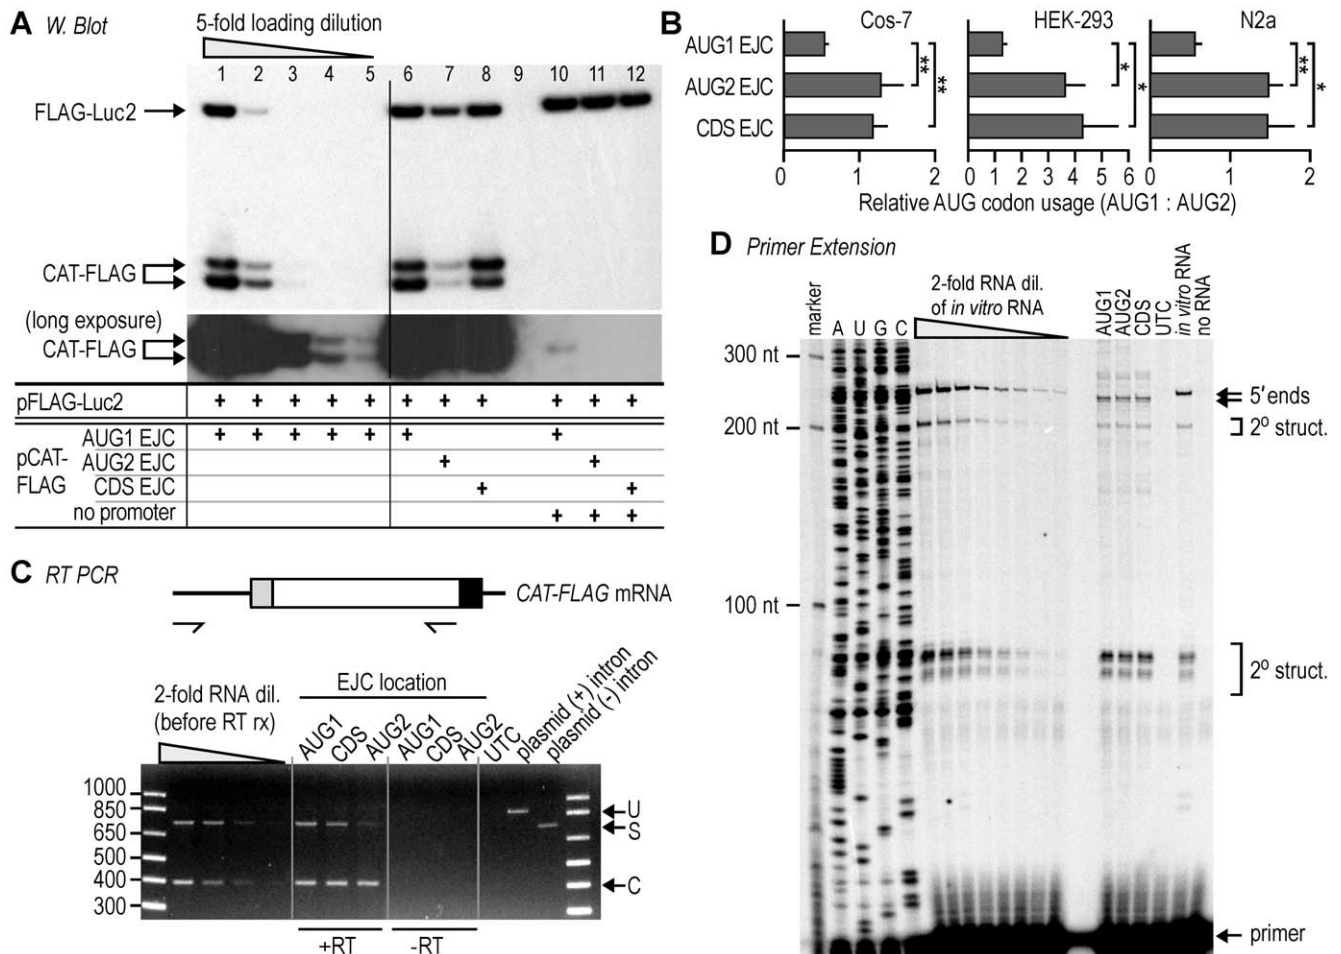 A W. Blot
5-fold loading dilution
1 2 3 4 5 6 7 8 9 10 11 12
FLAG-Luc2
CAT-FLAG
(long exposure)
CAT-FLAG
pFLAG-Luc2 + + + + + + + + + + +
pCAT-FLAG
AUG1 EJC + + + + + + +
AUG2 EJC + +
CDS EJC + +
no promoter + + +
B
Cos-7 HEK-293 N2a
AUG1 EJC
AUG2 EJC
CDS EJC
** ** * * ** *
0 1 2 0 1 2 3 4 5 6 0 1 2
Relative AUG codon usage (AUG1 : AUG2)
C RT PCR
CAT-FLAG mRNA
2-fold RNA dil.
(before RT rx)
EJC location
AUG1 CDS AUG2 AUG1 CDS AUG2 UTC plasmid (+) intron plasmid (-) intron
1000
850
650
500
400
300
U
S
C
+RT -RT
D Primer Extension
marker A U G C
2-fold RNA dil.
of in vitro RNA
AUG1 AUG2 CDS UTC in vitro RNA no RNA
300 nt
200 nt
100 nt
5' ends
2º struct.
2º struct.
primer